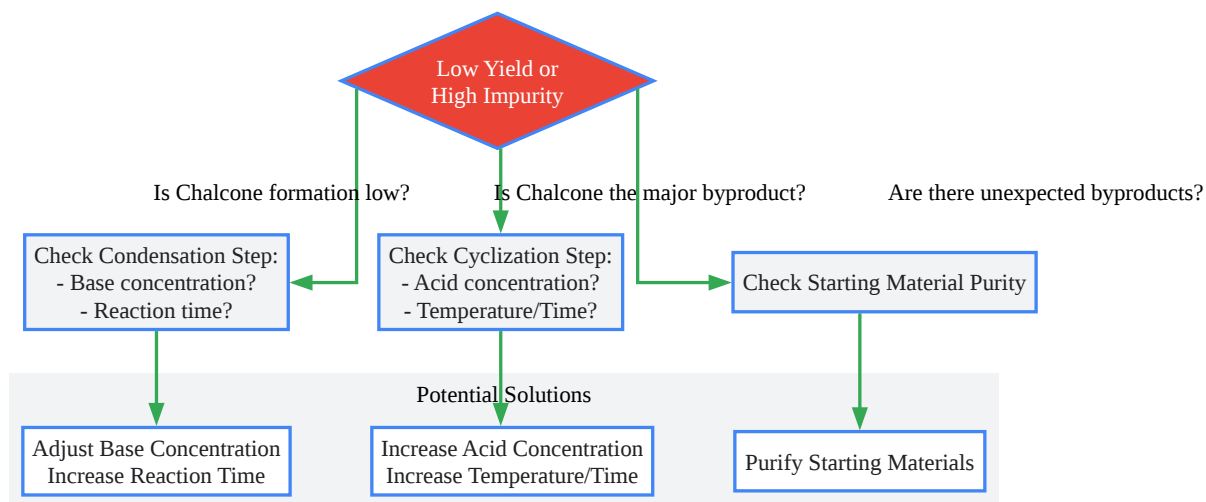 Low Yield or
High Impurity
Is Chalcone formation low?
Is Chalcone the major byproduct?
Are there unexpected byproducts?
Check Condensation Step:
- Base concentration?
- Reaction time?
Check Cyclization Step:
- Acid concentration?
- Temperature/Time?
Check Starting Material Purity
Potential Solutions
Adjust Base Concentration
Increase Reaction Time
Increase Acid Concentration
Increase Temperature/Time
Purify Starting Materials